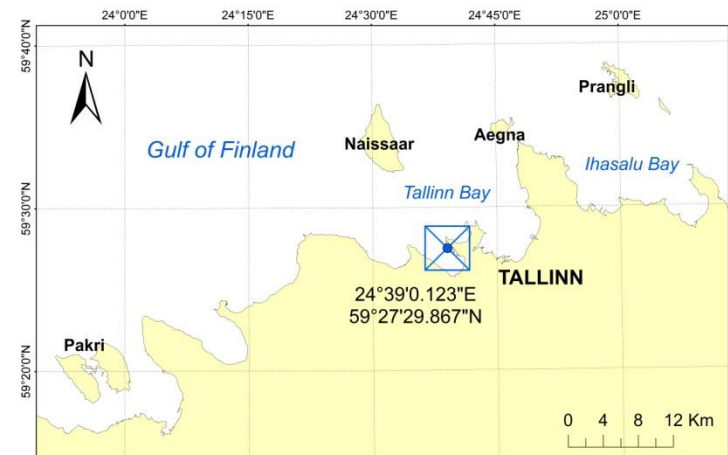 24°0'0"E 24°15'0"E 24°30'0"E 24°45'0"E 25°0'0"E
59°40'0"N
N
Prangli
Naissaar
Aegna
Gulf of Finland
Ihasalu Bay
Tallinn Bay
59°30'0"N
TALLINN
24°39'0.123"E
59°27'29.867"N
Pakri
59°20'0"N
0 4 8 12 Km